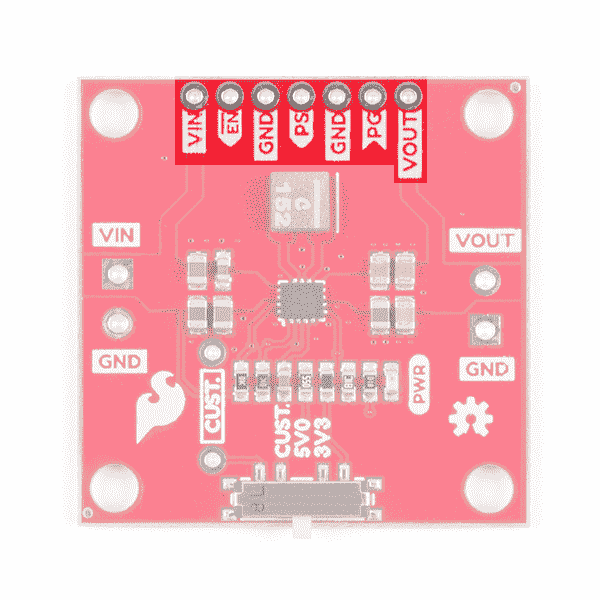 VIN
EN
GND
PS
GND
PG
VOUT
VIN
VOUT
GND
GND
CUST.
PWR
CUST.
5V0
3V3